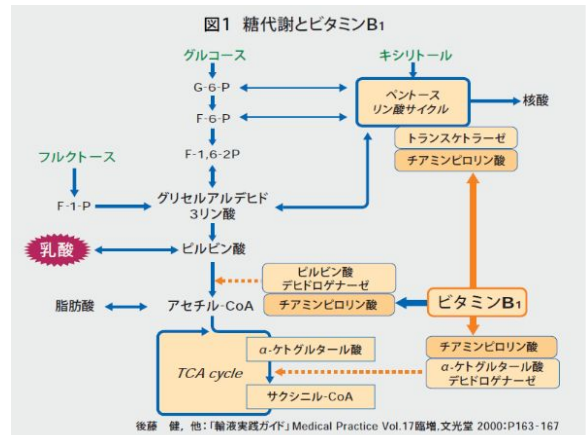 図1 糖代謝とビタミンB₁
グルコース
キシリトール
G-6-P
ペントース
リン酸サイクル
核酸
F-6-P
トランスケトラーゼ
チアミンピロリン酸
F-1,6-2P
フルクトース
F-1-P
グリセルアルデヒド
3リン酸
乳酸
ピルビン酸
ピルビン酸
デヒドロゲナーゼ
チアミンピロリン酸
ビタミンB₁
脂肪酸
アセチル-CoA
チアミンピロリン酸
α-ケトグルタール酸
デヒドロゲナーゼ
α-ケトグルタール酸
TCA cycle
サクシニル-CoA
後藤 健, 他:「輸液実践ガイド」Medical Practice Vol.17臨増,文光堂 2000:P163-167